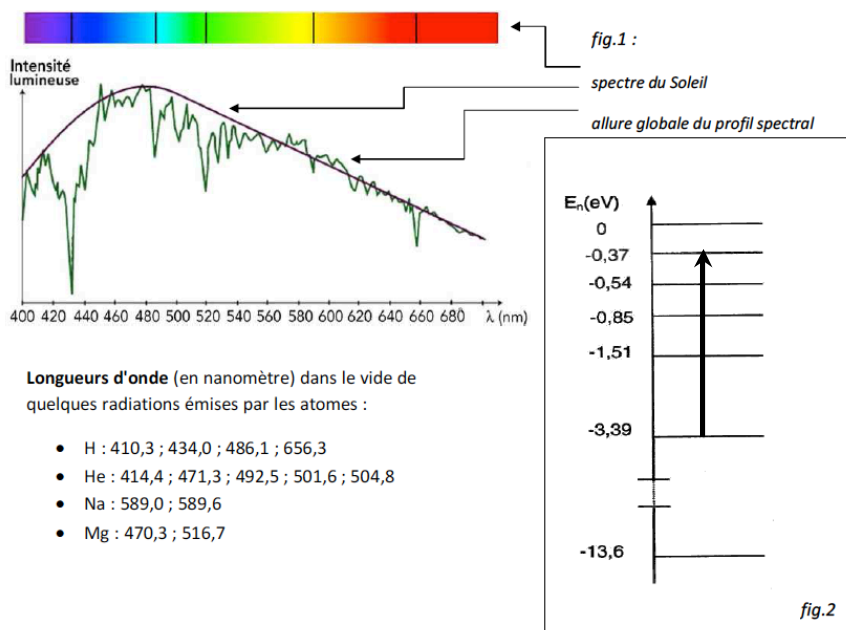 fig.1 :
Intensité
lumineuse
spectre du Soleil
allure globale du profil spectral
400 420 440 460 480 500 520 540 560 580 600 620 640 660 680 λ (nm)
Longueurs d'onde (en nanomètre) dans le vide de
quelques radiations émises par les atomes :
• H : 410,3 ; 434,0 ; 486,1 ; 656,3
• He : 414,4 ; 471,3 ; 492,5 ; 501,6 ; 504,8
• Na : 589,0 ; 589,6
• Mg : 470,3 ; 516,7
En(eV)
0
-0,37
-0,54
-0,85
-1,51
-3,39
-13,6
fig.2